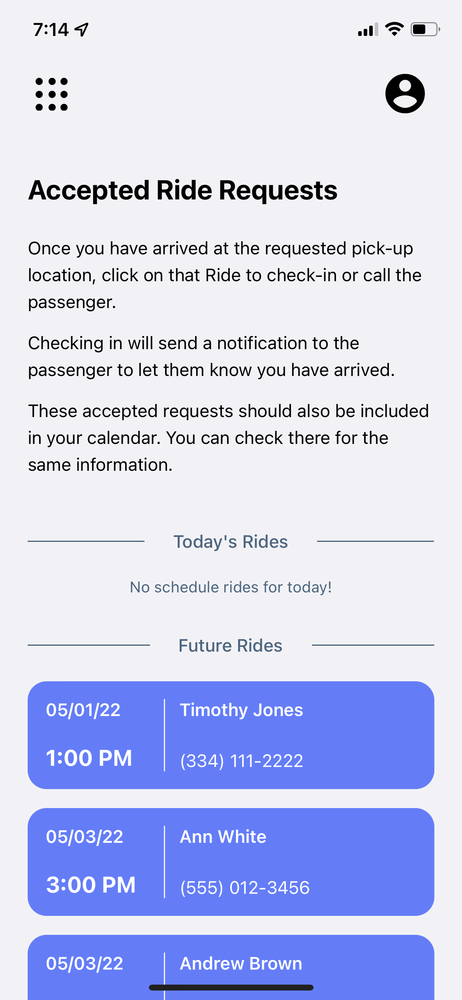 7:14
Accepted Ride Requests
Once you have arrived at the requested pick-up
location, click on that Ride to check-in or call the
passenger.
Checking in will send a notification to the
passenger to let them know you have arrived.
These accepted requests should also be included
in your calendar. You can check there for the
same information.
Today's Rides
No schedule rides for today!
Future Rides
05/01/22
Timothy Jones
1:00 PM
(334) 111-2222
05/03/22
Ann White
3:00 PM
(555) 012-3456
05/03/22
Andrew Brown